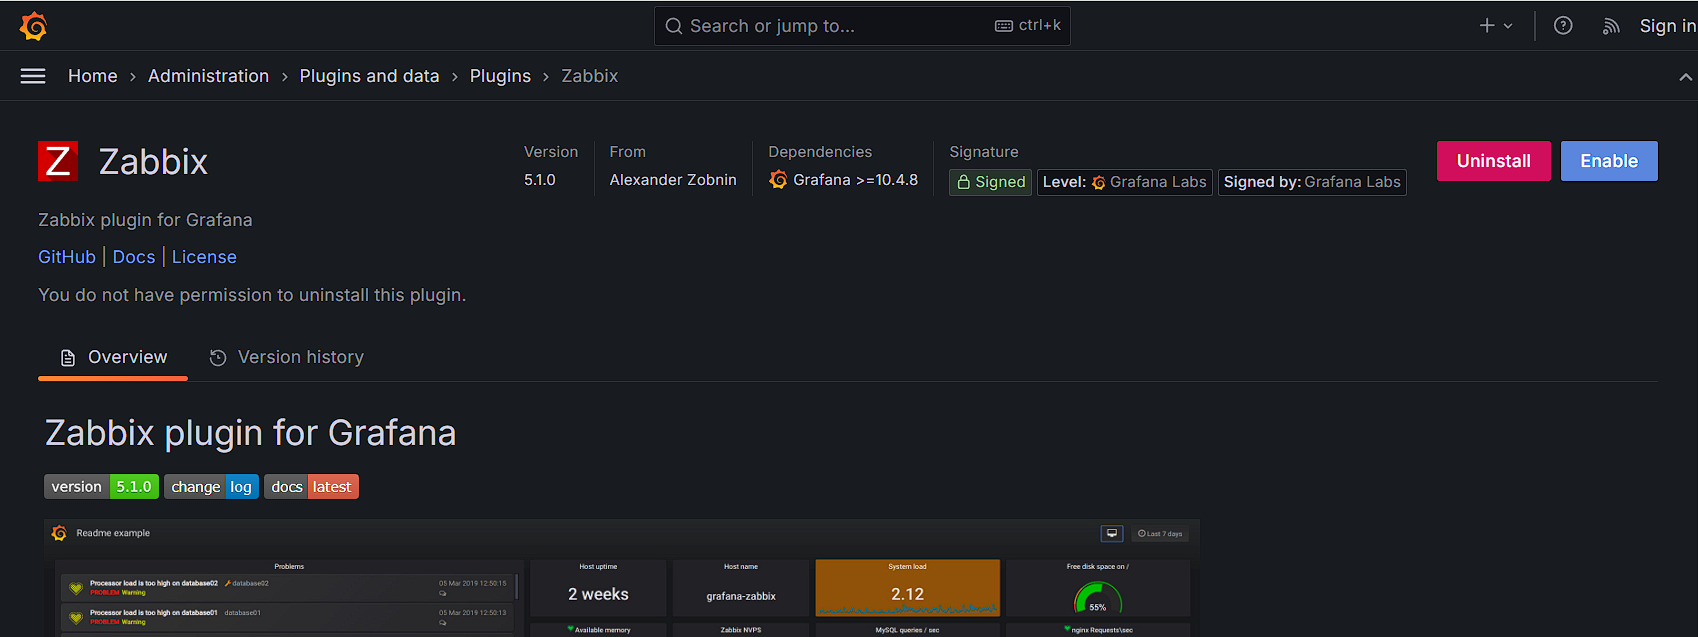 Search or jump to... ctrl+k Sign in
Home › Administration › Plugins and data › Plugins › Zabbix
Z Zabbix
Version From Dependencies Signature
5.1.0 Alexander Zobnin Grafana >=10.4.8 Signed Level: Grafana Labs Signed by: Grafana Labs
Uninstall Enable
Zabbix plugin for Grafana
GitHub | Docs | License
You do not have permission to uninstall this plugin.
Overview Version history
Zabbix plugin for Grafana
version 5.1.0 change log docs latest
Readme example Last 7 days
Problems Host uptime Host name System load Free disk space on /
Processor load is too high on database02 database02 05 Mar 2019 12:50:15
PROBLEM Warning
2 weeks grafana-zabbix 2.12 55%
Processor load is too high on database01 database01 05 Mar 2019 12:50:13
PROBLEM Warning
Available memory Zabbix NVPS MySQL queries / sec nginx Requests\sec